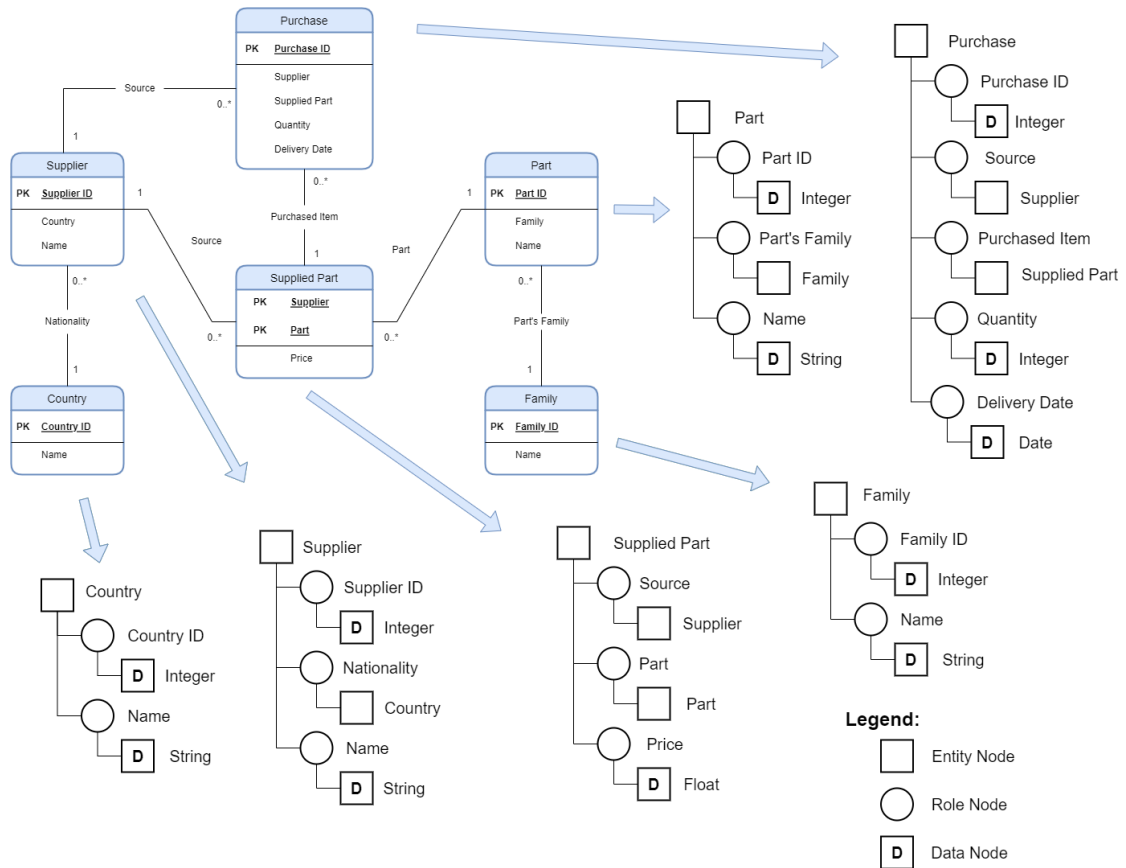 Purchase
PK Purchase ID
Supplier
Supplied Part
Quantity
Delivery Date
Source
0..*
1
Supplier
PK Supplier ID
Country
Name
1
Source
0..*
Purchased Item
1
Part
1
Part
PK Part ID
Family
Name
0..*
Nationality
1
0..*
Supplied Part
PK Supplier
PK Part
Price
0..*
0..*
Part's Family
1
Country
PK Country ID
Name
Family
PK Family ID
Name
Part
Part ID
D Integer
Part's Family
Family
Name
D String
Purchase
Purchase ID
D Integer
Source
Supplier
Purchased Item
Supplied Part
Quantity
D Integer
Delivery Date
D Date
Country
Country ID
D Integer
Name
D String
Supplier
Supplier ID
D Integer
Nationality
Country
Name
D String
Supplied Part
Source
Supplier
Part
Part
Price
D Float
Family
Family ID
D Integer
Name
D String
Legend:
Entity Node
Role Node
D Data Node